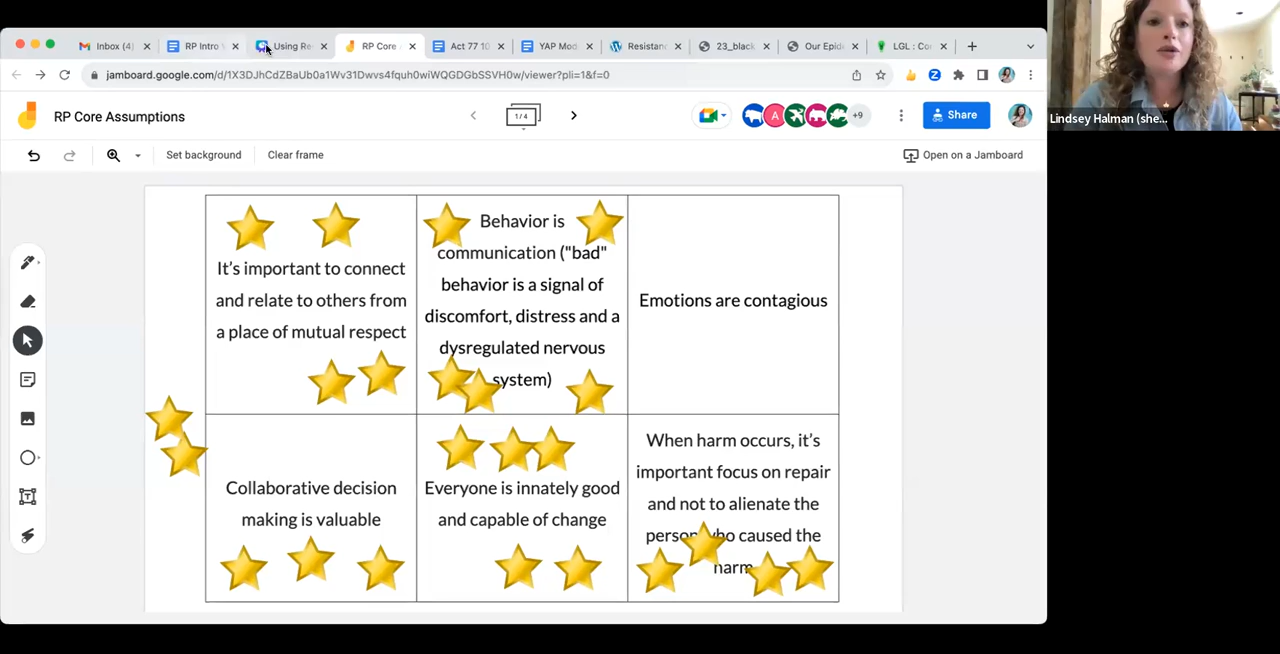 Inbox (4)
RP Intro
Using Re
RP Core
Act 77 10
YAP Mod
Resistanc
23_black
Our Epid
LGL : Co
jamboard.google.com/d/1X3DJhCdZBaUb0a1Wv31Dwvs4fquh0wiWQGDGbSSVH0w/viewer?pli=1&f=0
RP Core Assumptions
1/4
A
+9
Share
Set background
Clear frame
Open on a Jamboard
Lindsey Halman (she...
It's important to connect
and relate to others from
a place of mutual respect
Behavior is
communication ("bad"
behavior is a signal of
discomfort, distress and a
dysregulated nervous
system)
Emotions are contagious
Collaborative decision
making is valuable
Everyone is innately good
and capable of change
When harm occurs, it's
important focus on repair
and not to alienate the
person who caused the
harm